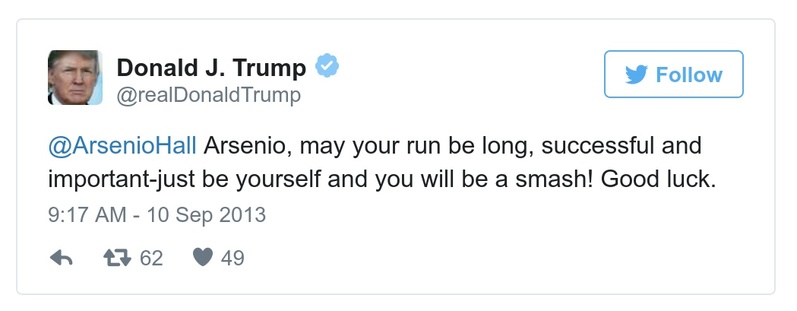 Donald J. Trump
@realDonaldTrump
Follow
@ArsenioHall Arsenio, may your run be long, successful and
important-just be yourself and you will be a smash! Good luck.
9:17 AM - 10 Sep 2013
62 49